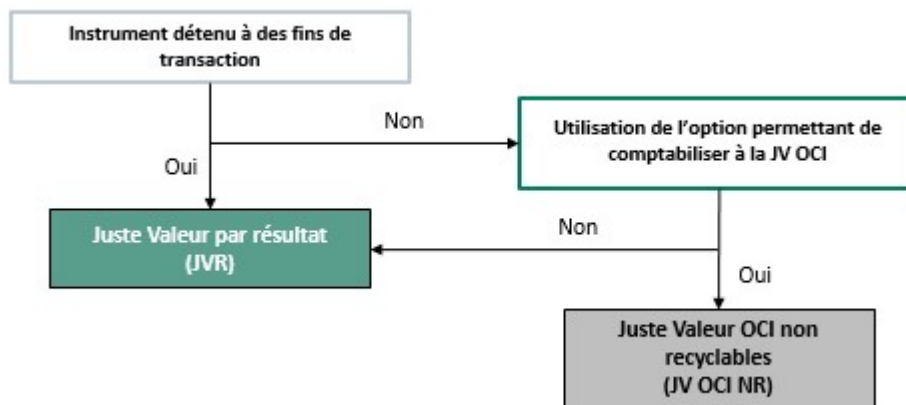 Instrument détenu à des fins de
transaction
Non
Utilisation de l'option permettant de
comptabiliser à la JV OCI
Oui
Juste Valeur par résultat
(JVR)
Non
Oui
Juste Valeur OCI non
recyclables
(JV OCI NR)